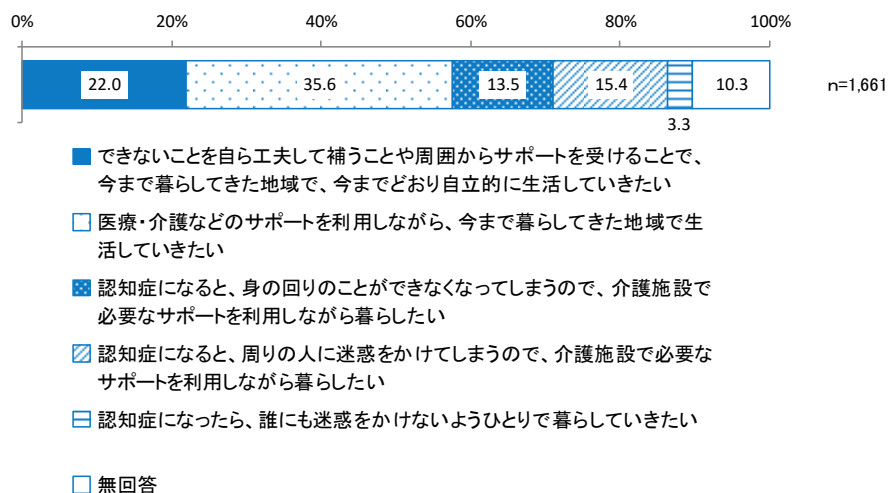 0% 20% 40% 60% 80% 100%
22.0 35.6 13.5 15.4 10.3 n=1,661
3.3
できないことを自ら工夫して補うことや周囲からサポートを受けることで、
今まで暮らしてきた地域で、今までどおり自立的に生活していきたい
医療・介護などのサポートを利用しながら、今まで暮らしてきた地域で生
活していきたい
認知症になると、身の回りのことができなくなってしまうので、介護施設で
必要なサポートを利用しながら暮らしたい
認知症になると、周りの人に迷惑をかけてしまうので、介護施設で必要な
サポートを利用しながら暮らしたい
認知症になったら、誰にも迷惑をかけないようひとりで暮らしていきたい
無回答